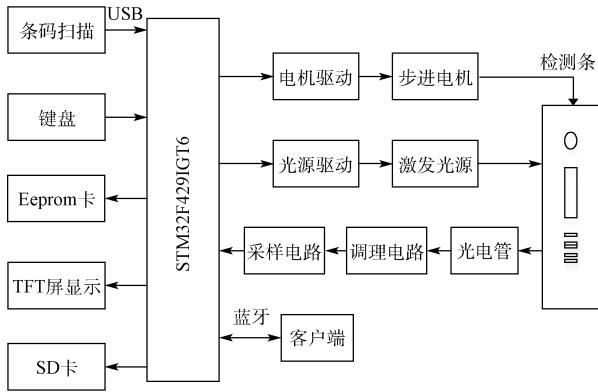 条码扫描
USB
键盘
Eeprom卡
TFT屏显示
SD卡
STM32F429IGT6
电机驱动
步进电机
检测条
光源驱动
激发光源
采样电路
调理电路
光电管
蓝牙
客户端